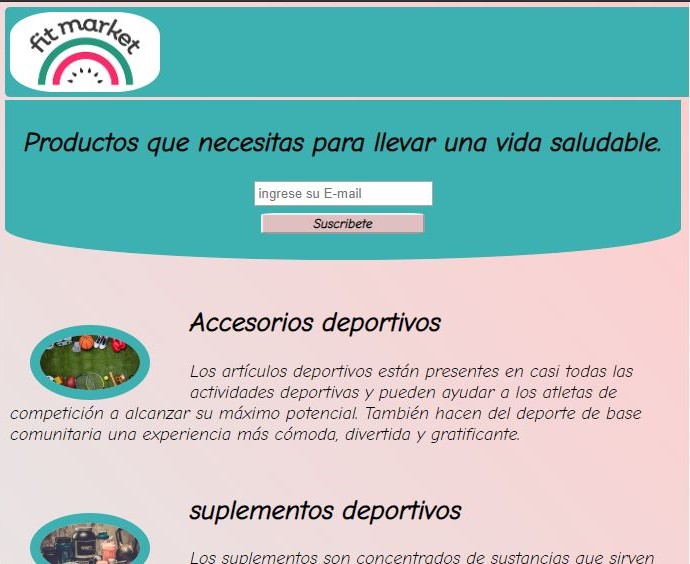 fit market
Productos que necesitas para llevar una vida saludable.
ingrese su E-mail
Suscribete
Accesorios deportivos
Los artículos deportivos están presentes en casi todas las
actividades deportivas y pueden ayudar a los atletas de
competición a alcanzar su máximo potencial. También hacen del deporte de base
comunitaria una experiencia más cómoda, divertida y gratificante.
suplementos deportivos
Los suplementos son concentrados de sustancias que sirven